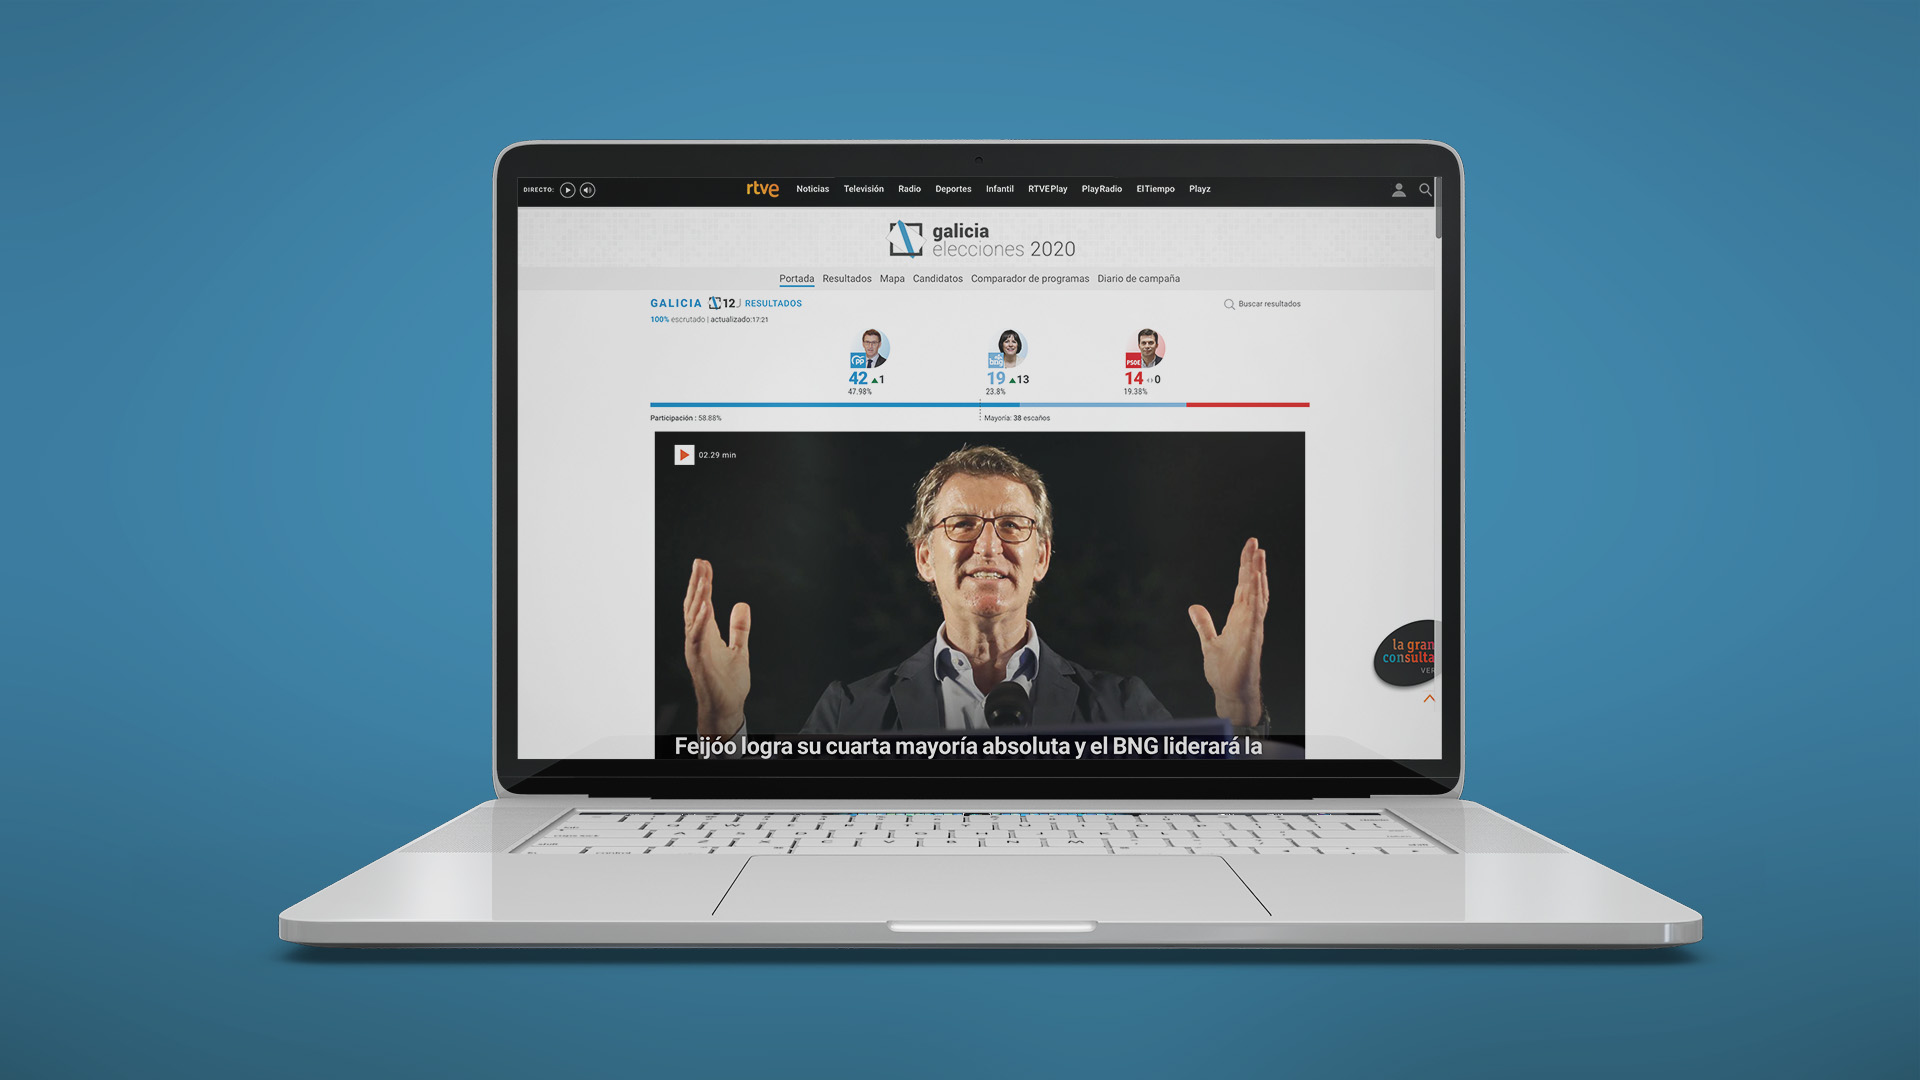 DIRECTO:
rtve Noticias Televisión Radio Deportes Infantil RTVEPlay PlayRadio ElTiempo Playz
galicia
elecciones 2020
Portada Resultados Mapa Candidatos Comparador de programas Diario de campaña
GALICIA 12J RESULTADOS
Buscar resultados
100% escrutado | actualizado:17:21
PP
bng
PSOE
42 1
19 13
14 0
47.98%
23.8%
19.38%
Participación : 58.88%
Mayoría: 38 escaños
02.29 min
la gran
consulta
VER
Feijóo logra su cuarta mayoría absoluta y el BNG liderará la